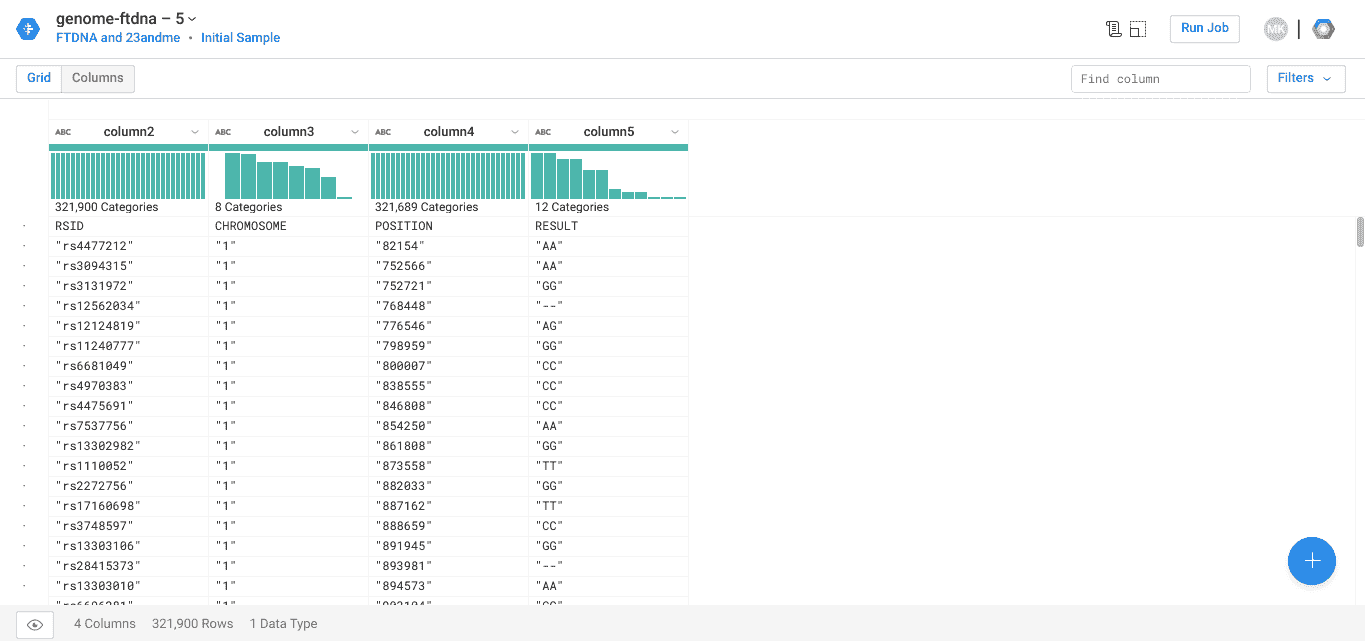 genome-ftdna – 5
FTDNA and 23andme • Initial Sample
Run Job
MK
Grid Columns
Find column
Filters
ABC column2 ABC column3 ABC column4 ABC column5
321,900 Categories 8 Categories 321,689 Categories 12 Categories
RSID CHROMOSOME POSITION RESULT
"rs4477212" "1" "82154" "AA"
"rs3094315" "1" "752566" "AA"
"rs3131972" "1" "752721" "GG"
"rs12562034" "1" "768448" "--"
"rs12124819" "1" "776546" "AG"
"rs11240777" "1" "798959" "GG"
"rs6681049" "1" "800007" "CC"
"rs4970383" "1" "838555" "CC"
"rs4475691" "1" "846808" "CC"
"rs7537756" "1" "854250" "AA"
"rs13302982" "1" "861808" "GG"
"rs1110052" "1" "873558" "TT"
"rs2272756" "1" "882033" "GG"
"rs17160698" "1" "887162" "TT"
"rs3748597" "1" "888659" "CC"
"rs13303106" "1" "891945" "GG"
"rs28415373" "1" "893981" "--"
"rs13303010" "1" "894573" "AA"
4 Columns 321,900 Rows 1 Data Type